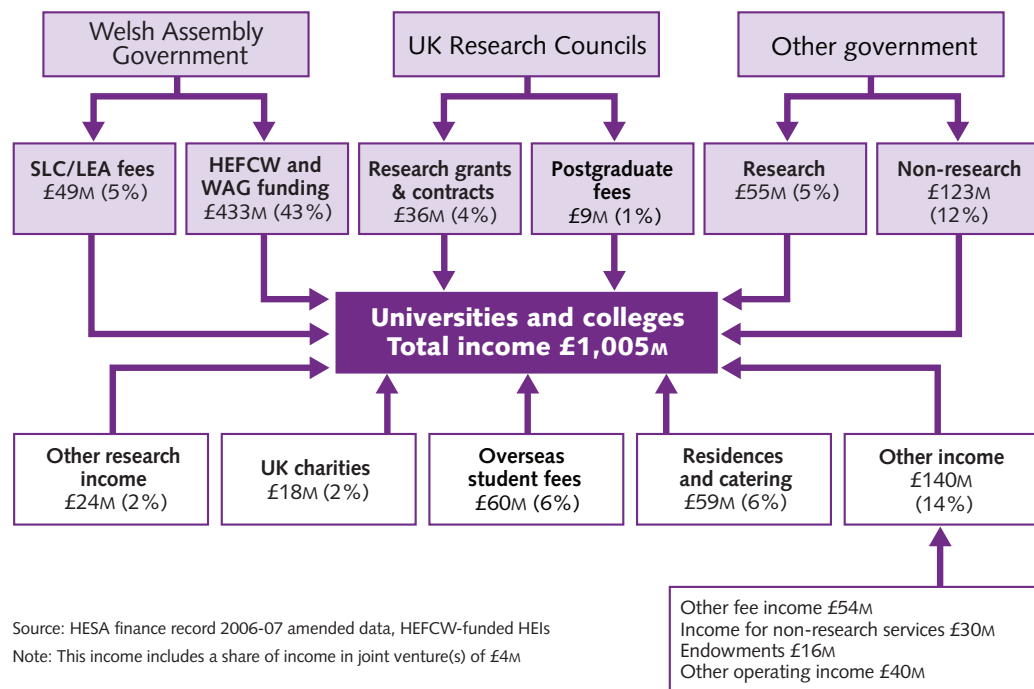 Welsh Assembly
Government
UK Research Councils
Other government
SLC/LEA fees
£49M (5%)
HEFCW and
WAG funding
£433M (43%)
Research grants
& contracts
£36M (4%)
Postgraduate
fees
£9M (1%)
Research
£55M (5%)
Non-research
£123M
(12%)
Universities and colleges
Total income £1,005M
Other research
income
£24M (2%)
UK charities
£18M (2%)
Overseas
student fees
£60M (6%)
Residences
and catering
£59M (6%)
Other income
£140M
(14%)
Other fee income £54M
Income for non-research services £30M
Endowments £16M
Other operating income £40M
Source: HESA finance record 2006-07 amended data, HEFCW-funded HEIs
Note: This income includes a share of income in joint venture(s) of £4M